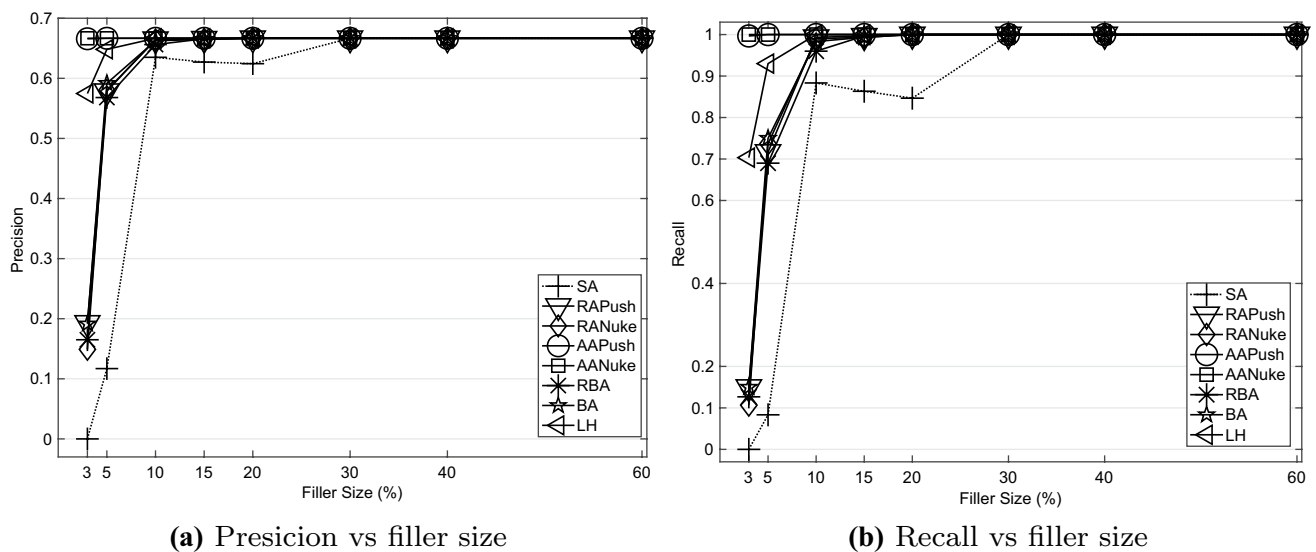 0.7
0.6
0.5
0.4
0.3
0.2
0.1
0
Precision
3 5 10 15 20 30 40 60
Filler Size (%)
SA
RAPush
RANuke
AAPush
AANuke
RBA
BA
LH
(a) Presicion vs filler size
1
0.9
0.8
0.7
0.6
0.4
0.2
0.1
0
Recall
3 5 10 15 20 30 40 60
Filler Size (%)
SA
RAPush
RANuke
AAPush
AANuke
RBA
BA
LH
(b) Recall vs filler size